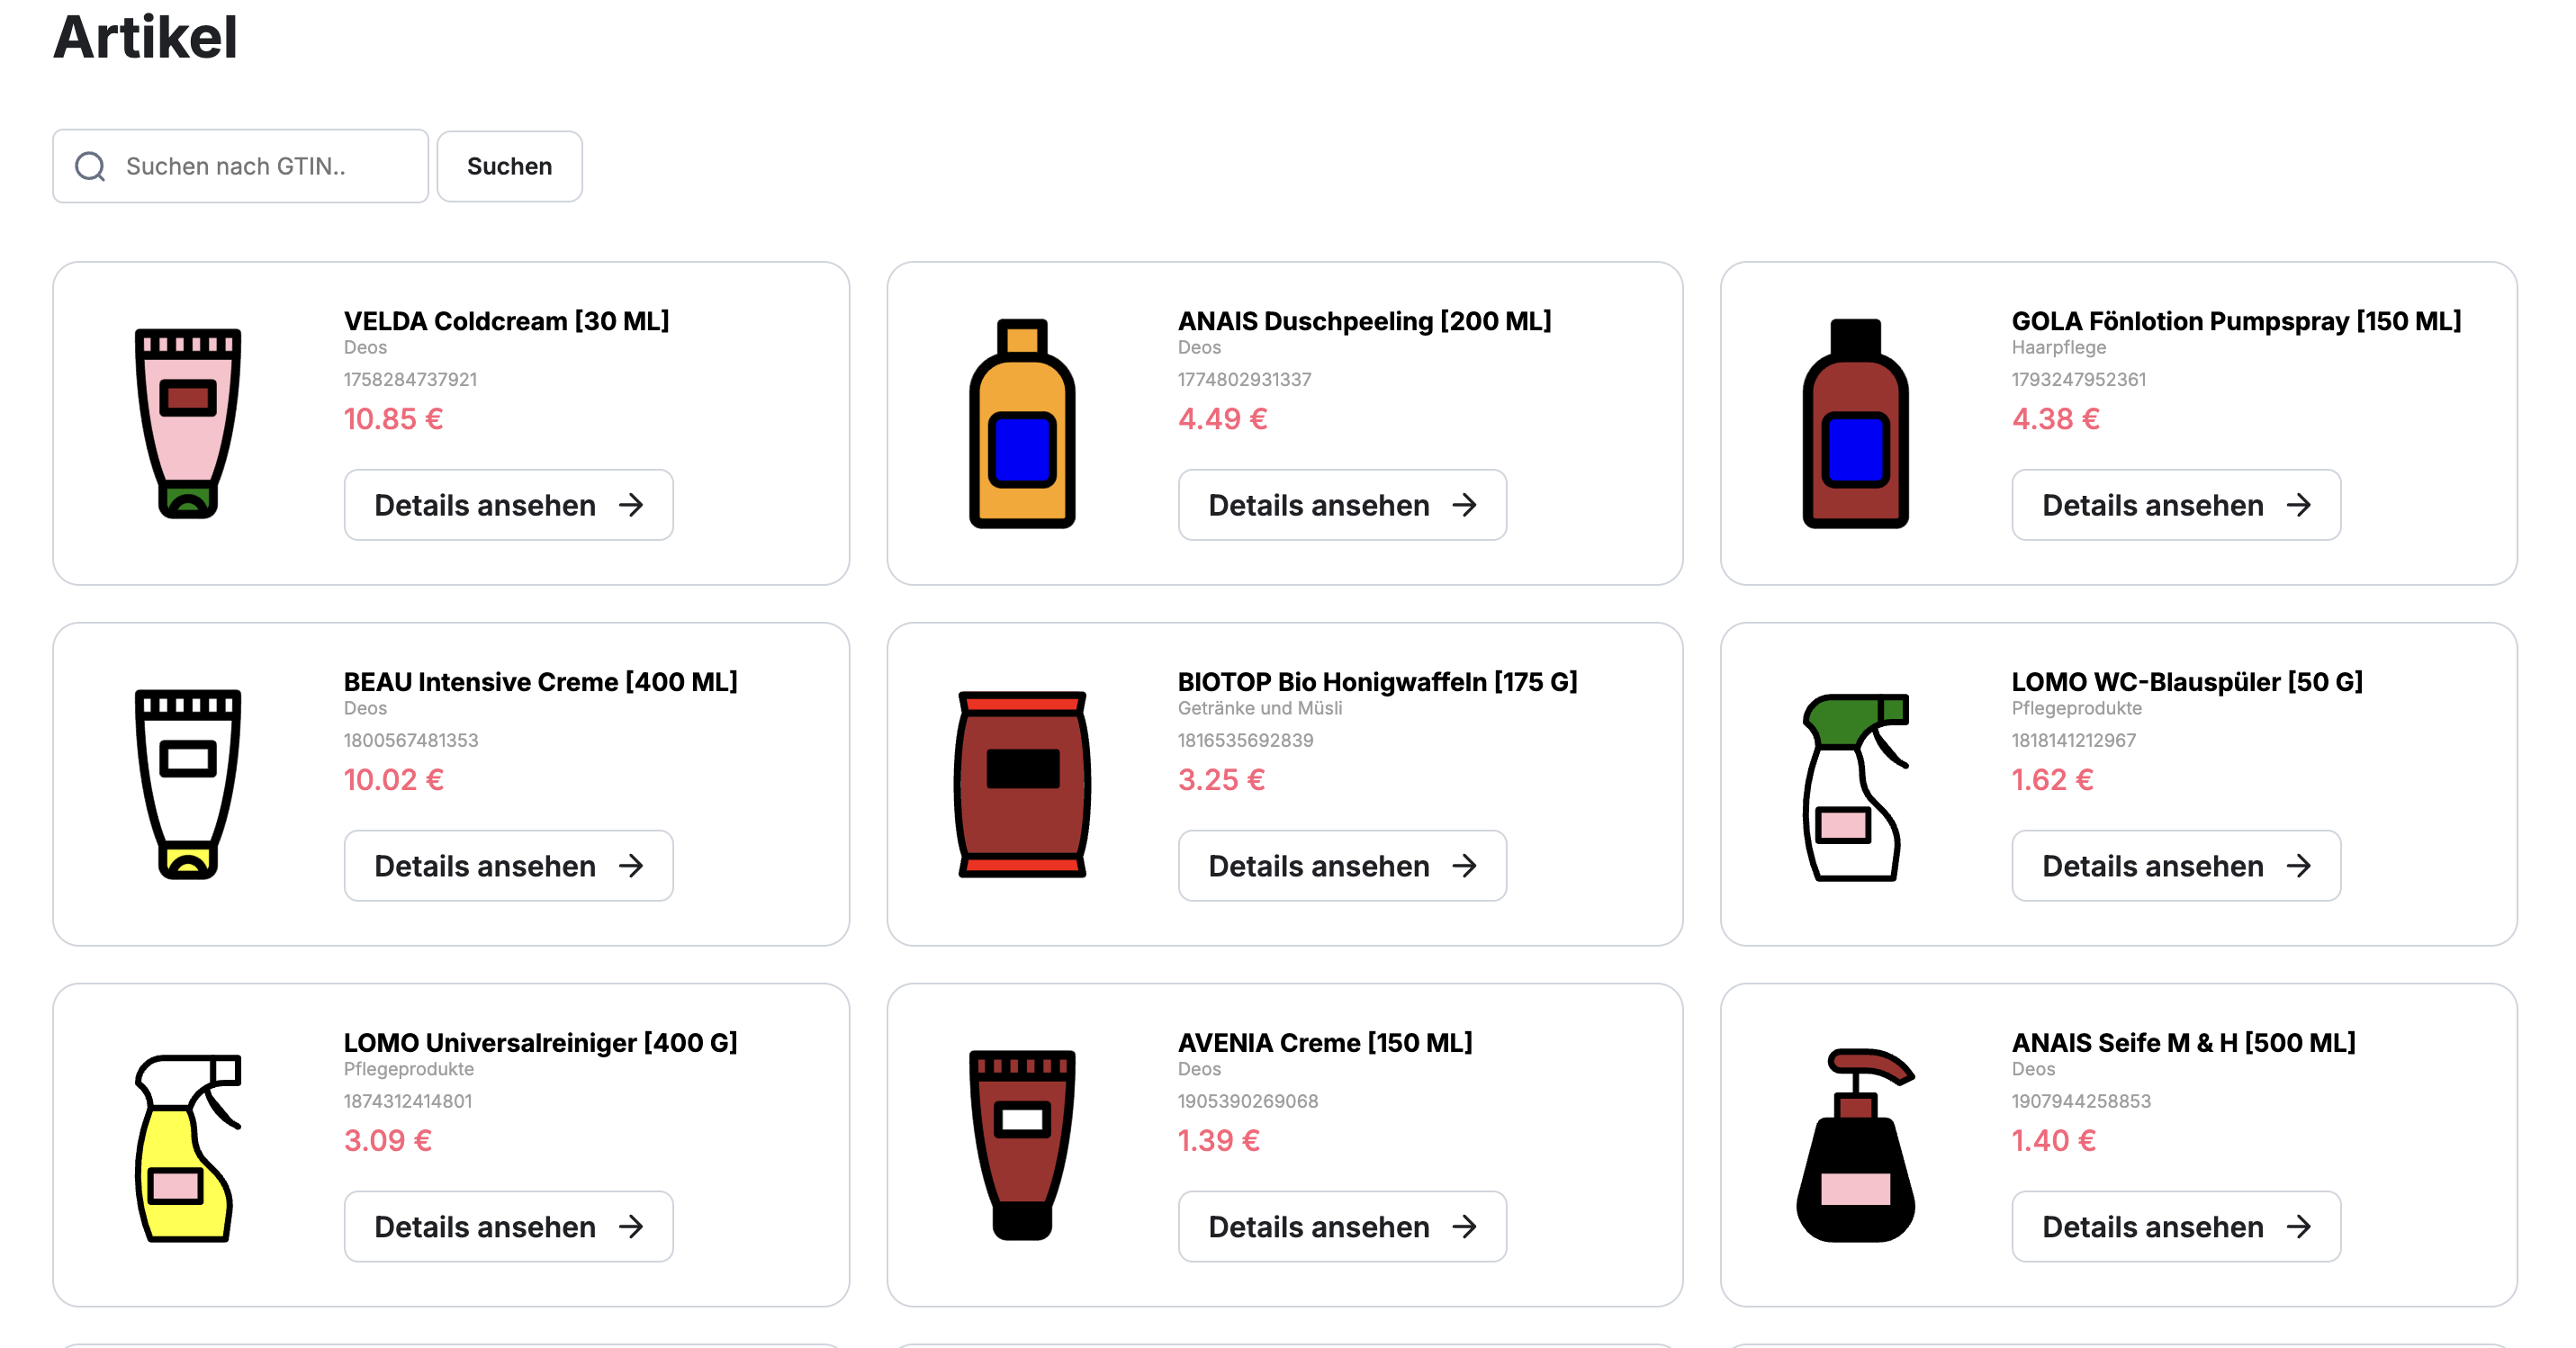 Artikel
Suchen nach GTIN..
Suchen
VELDA Coldcream [30 ML]
Deos
1758284737921
10.85 €
Details ansehen
ANAIS Duschpeeling [200 ML]
Deos
1774802931337
4.49 €
Details ansehen
GOLA Fönlotion Pumpspray [150 ML]
Haarpflege
1793247952361
4.38 €
Details ansehen
BEAU Intensive Creme [400 ML]
Deos
1800567481353
10.02 €
Details ansehen
BIOTOP Bio Honigwaffeln [175 G]
Getränke und Müsli
1816535692839
3.25 €
Details ansehen
LOMO WC-Blauspüler [50 G]
Pflegeprodukte
1818141212967
1.62 €
Details ansehen
LOMO Universalreiniger [400 G]
Pflegeprodukte
1874312414801
3.09 €
Details ansehen
AVENIA Creme [150 ML]
Deos
1905390269068
1.39 €
Details ansehen
ANAIS Seife M & H [500 ML]
Deos
1907944258853
1.40 €
Details ansehen